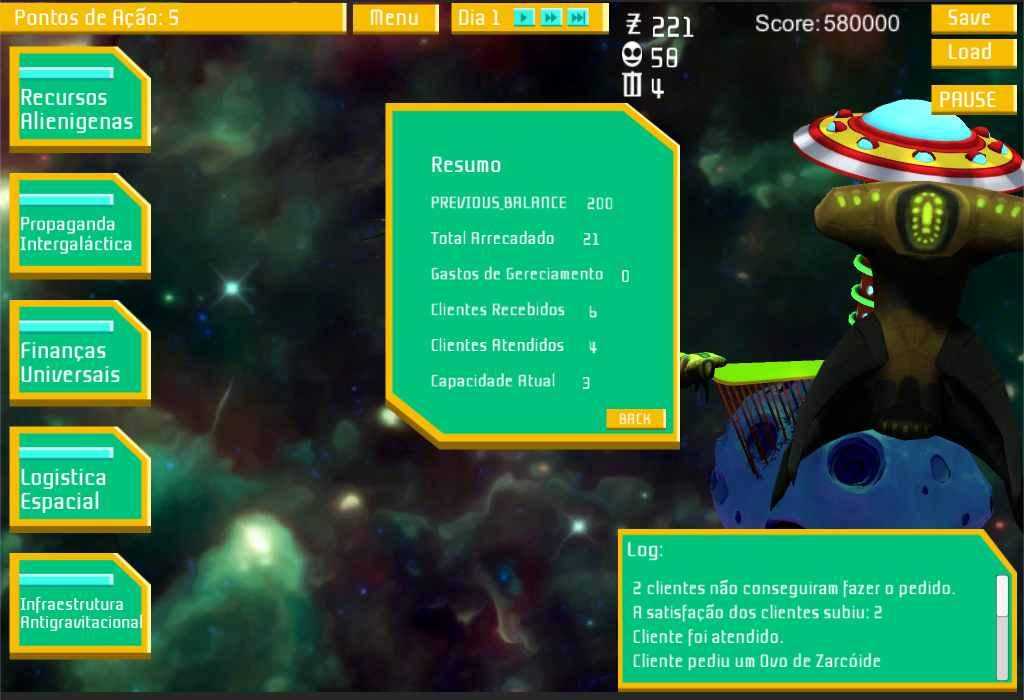 Pontos de Ação: 5
Menu
Dia 1
221
58
4
Score: 580000
Save
Load
PAUSE
Recursos
Alienigenas
Propaganda
Intergaláctica
Finanças
Universais
Logistica
Espacial
Infraestrutura
Antigravitacional
Resumo
PREVIOUS_BALANCE 200
Total Arrecadado 21
Gastos de Gereciamento 0
Clientes Recebidos 6
Clientes Atendidos 4
Capacidade Atual 3
BACK
Log:
2 clientes não conseguiram fazer o pedido.
A satisfação dos clientes subiu: 2
Cliente foi atendido.
Cliente pediu um Ovo de Zarcóide